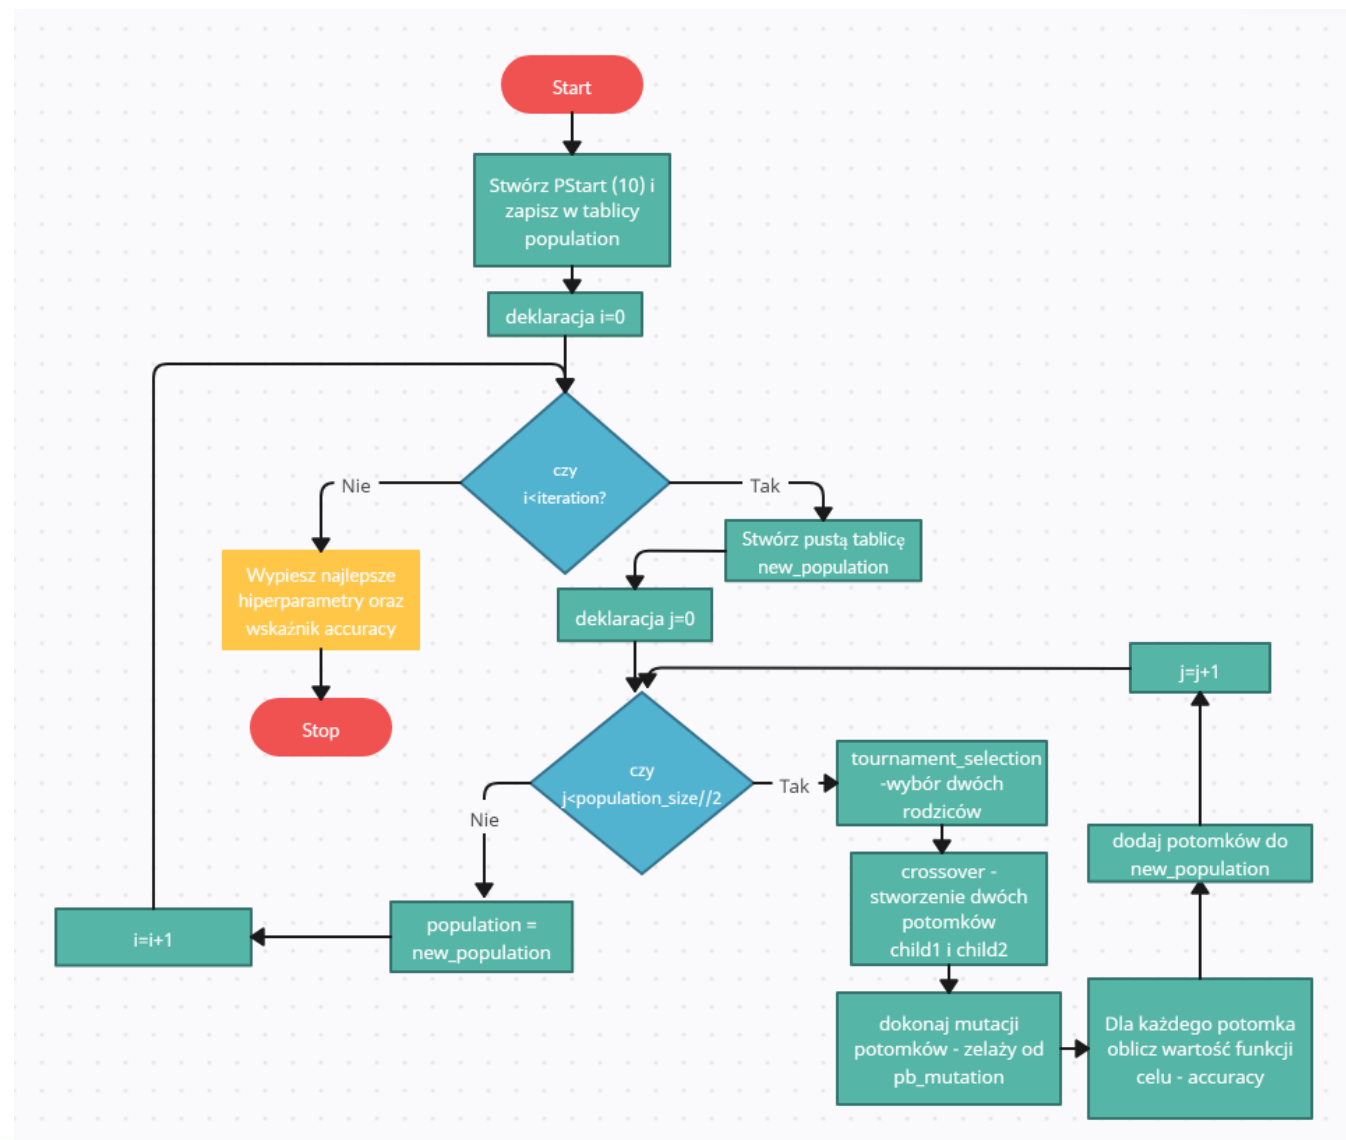 Start
Stwórz PStart (10) i
zapisz w tablicy
population
deklaracja i=0
czy
i<iteration?
Nie
Tak
Wypiesz najlepsze
hiperparametry oraz
wskaźnik accuracy
Stop
Stwórz pustą tablicę
new_population
deklaracja j=0
czy
j<population_size//2
Nie
Tak
population =
new_population
i=i+1
tournament_selection
-wybór dwóch
rodziców
crossover -
stworzenie dwóch
potomków
child1 i child2
dokonaj mutacji
potomków - zelaży od
pb_mutation
Dla każdego potomka
oblicz wartość funkcji
celu - accuracy
dodaj potomków do
new_population
j=j+1